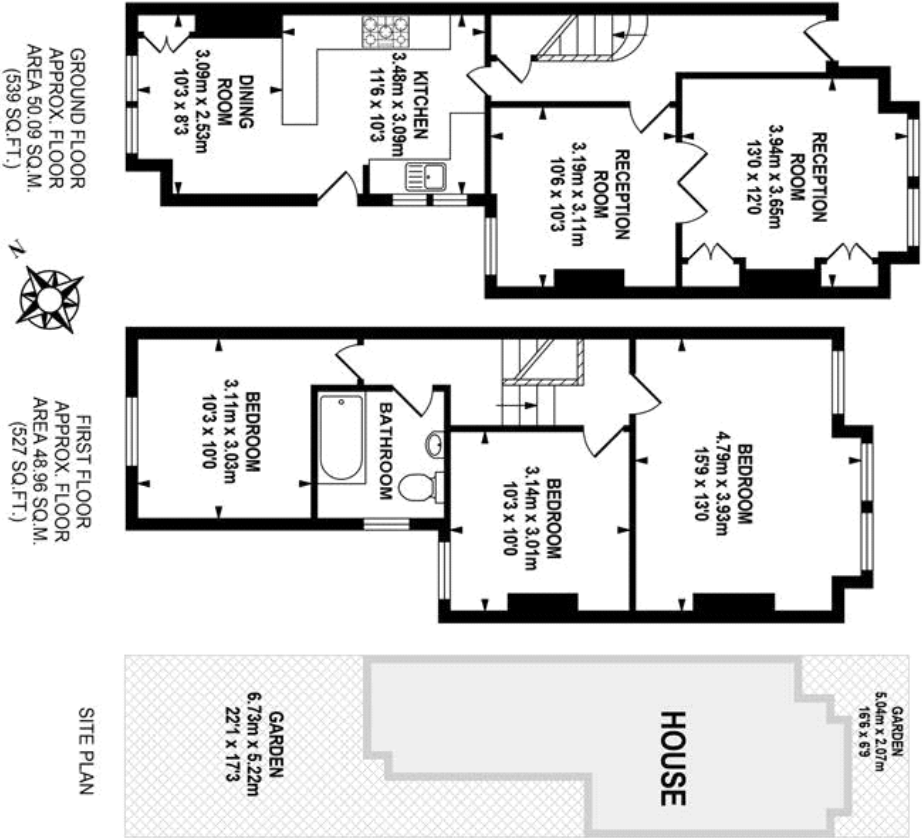 DINING
ROOM
3.09m x 2.53m
10'3 x 8'3
KITCHEN
3.48m x 3.09m
11'6 x 10'3
RECEPTION
ROOM
3.19m x 3.11m
10'6 x 10'3
RECEPTION
ROOM
3.94m x 3.65m
13'0 x 12'0
GROUND FLOOR
APPROX. FLOOR
AREA 50.09 SQ.M.
(539 SQ.FT.)
N
BEDROOM
3.11m x 3.03m
10'3 x 10'0
BATHROOM
BEDROOM
3.14m x 3.01m
10'3 x 10'0
BEDROOM
4.79m x 3.93m
15'9 x 13'0
FIRST FLOOR
APPROX. FLOOR
AREA 48.96 SQ.M.
(527 SQ.FT.)
GARDEN
6.73m x 5.22m
22'1 x 17'3
HOUSE
GARDEN
5.04m x 2.07m
16'6 x 6'9
SITE PLAN